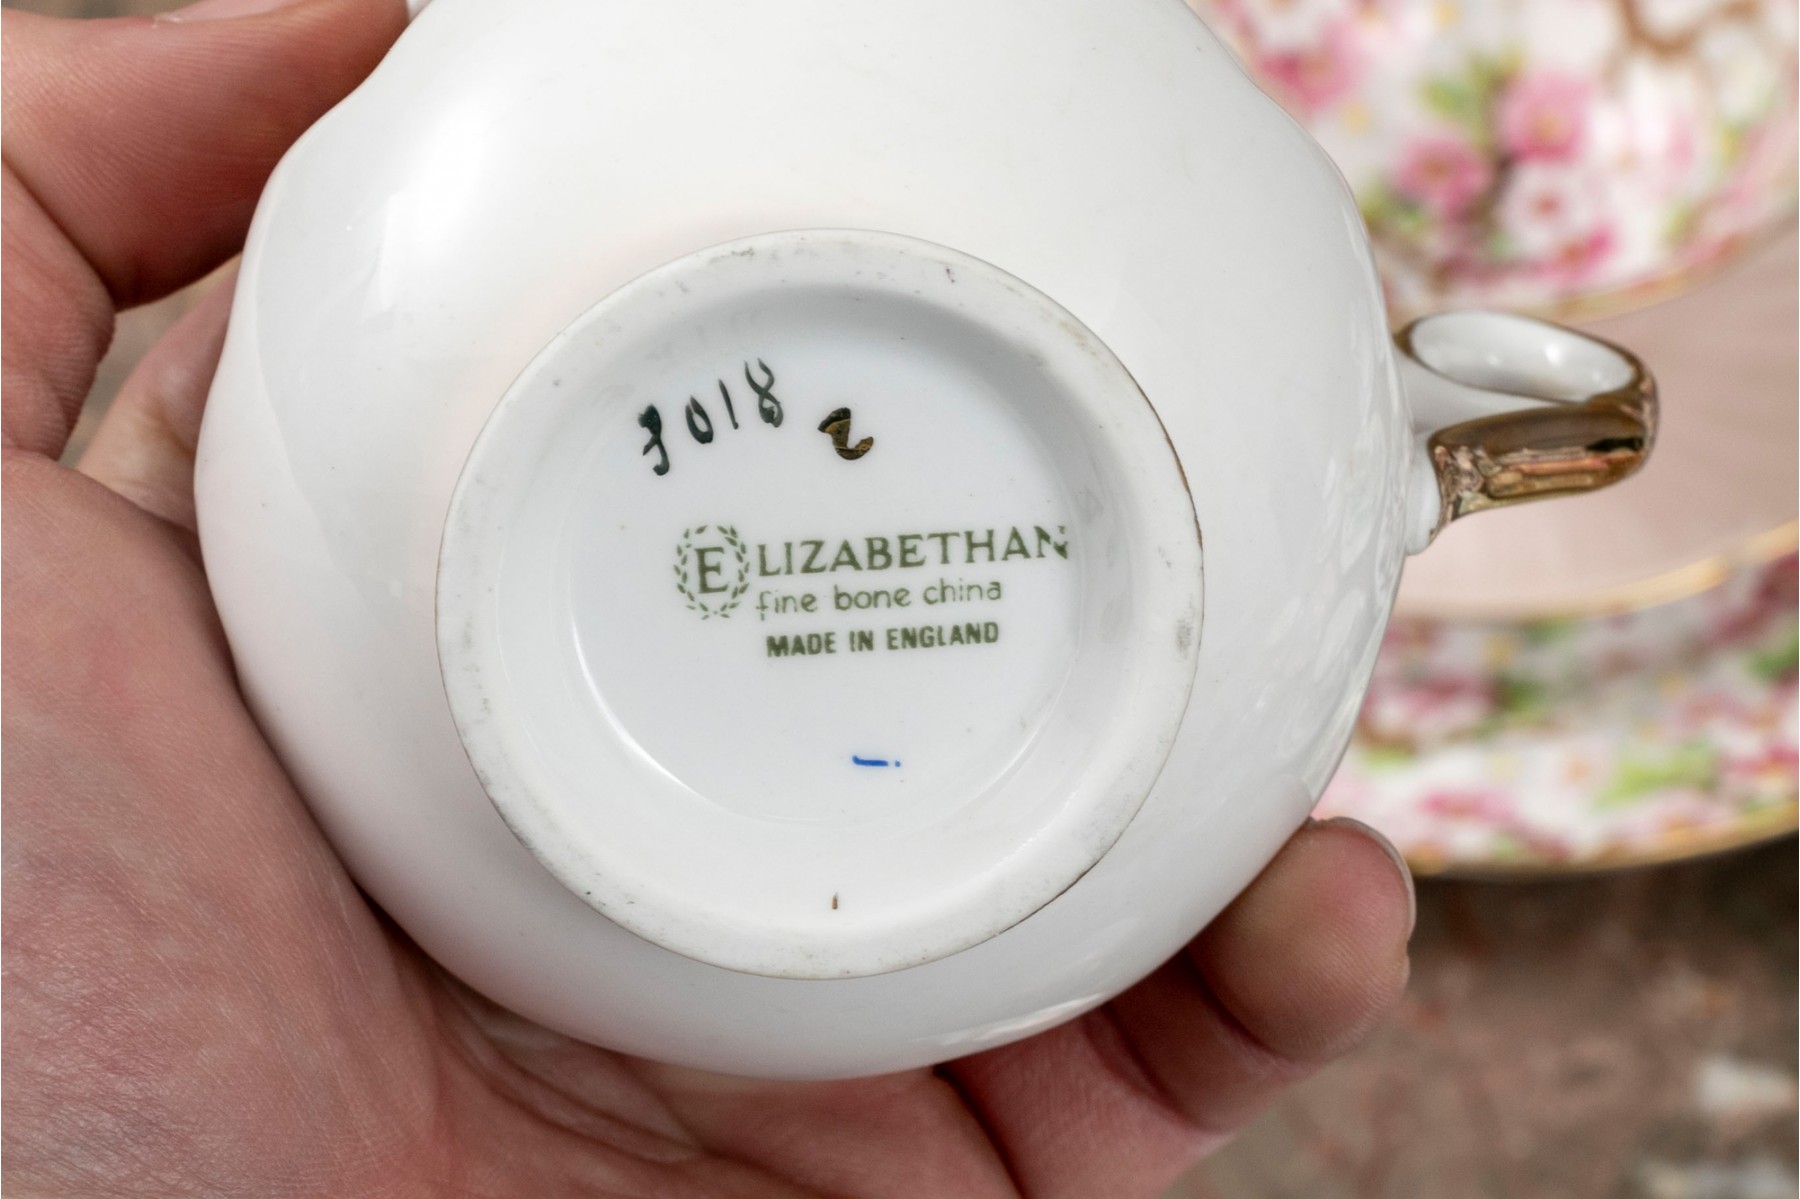 3018 2
ELIZABETHAN
fine bone china
MADE IN ENGLAND